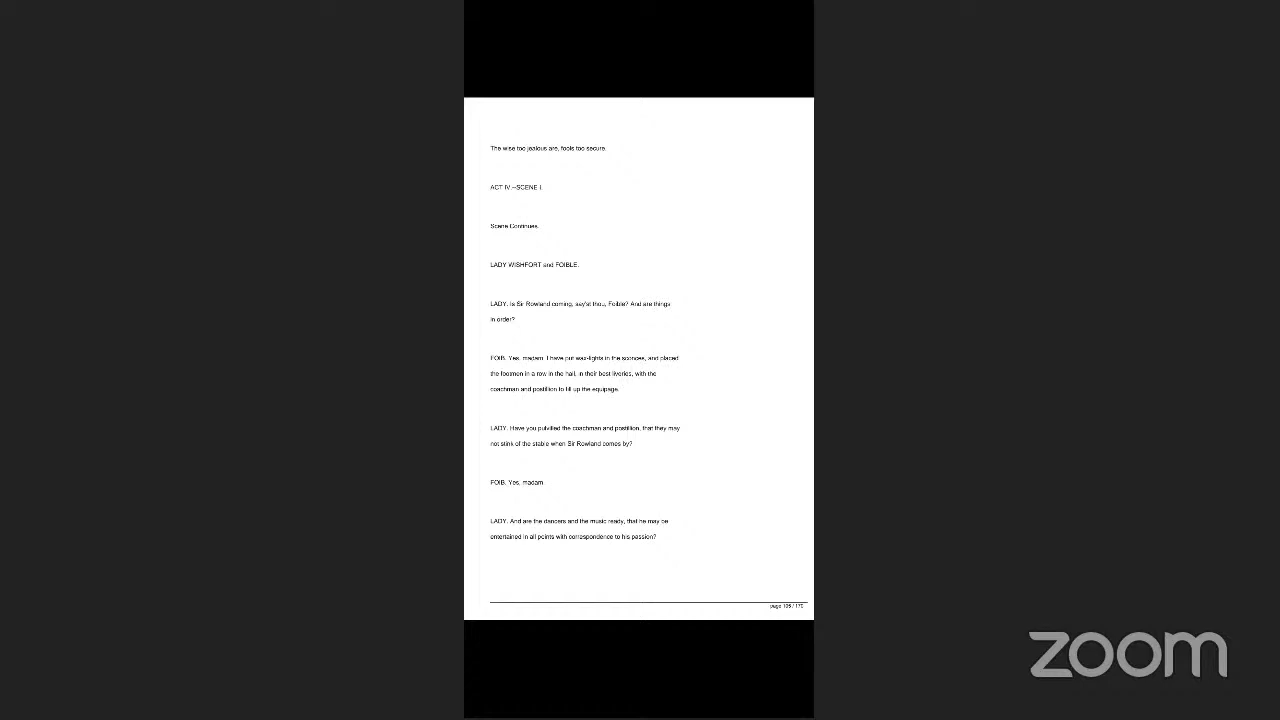 The wise too jealous are, fools too secure.
ACT IV.--SCENE I.
Scene Continues.
LADY WISHFORT and FOIBLE.
LADY. Is Sir Rowland coming, say'st thou, Foible? And are things
in order?
FOIB. Yes, madam. I have put wax-lights in the sconces, and placed
the footmen in a row in the hall, in their best liveries, with the
coachman and postillion to fill up the equipage.
LADY. Have you pulvilled the coachman and postillion, that they may
not stink of the stable when Sir Rowland comes by?
FOIB. Yes, madam.
LADY. And are the dancers and the music ready, that he may be
entertained in all points with correspondence to his passion?
page 105 / 170
zoom